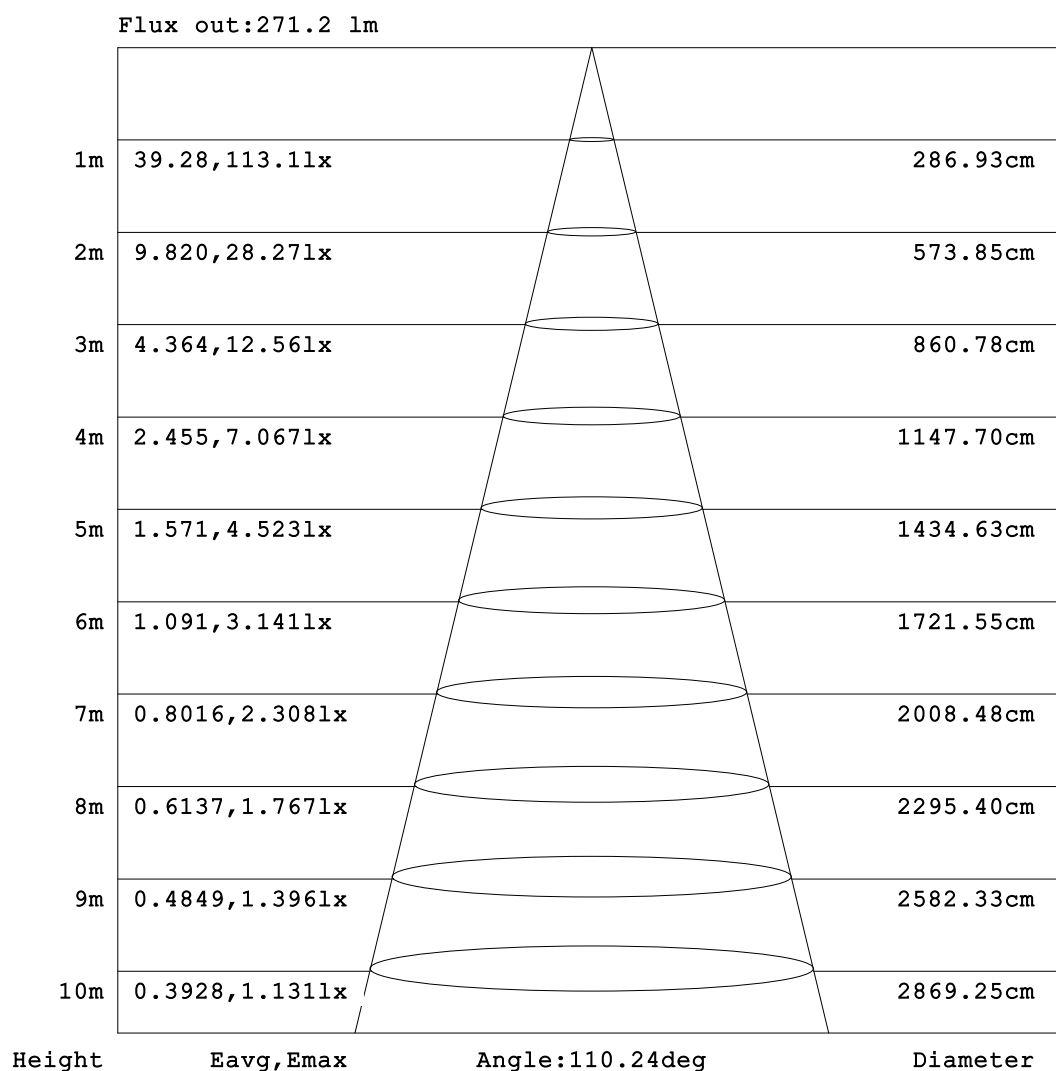 Flux out:271.2 lm
1m 39.28,113.1lx 286.93cm
2m 9.820,28.27lx 573.85cm
3m 4.364,12.56lx 860.78cm
4m 2.455,7.067lx 1147.70cm
5m 1.571,4.523lx 1434.63cm
6m 1.091,3.141lx 1721.55cm
7m 0.8016,2.308lx 2008.48cm
8m 0.6137,1.767lx 2295.40cm
9m 0.4849,1.396lx 2582.33cm
10m 0.3928,1.131lx 2869.25cm
Height Eavg,Emax Angle:110.24deg Diameter